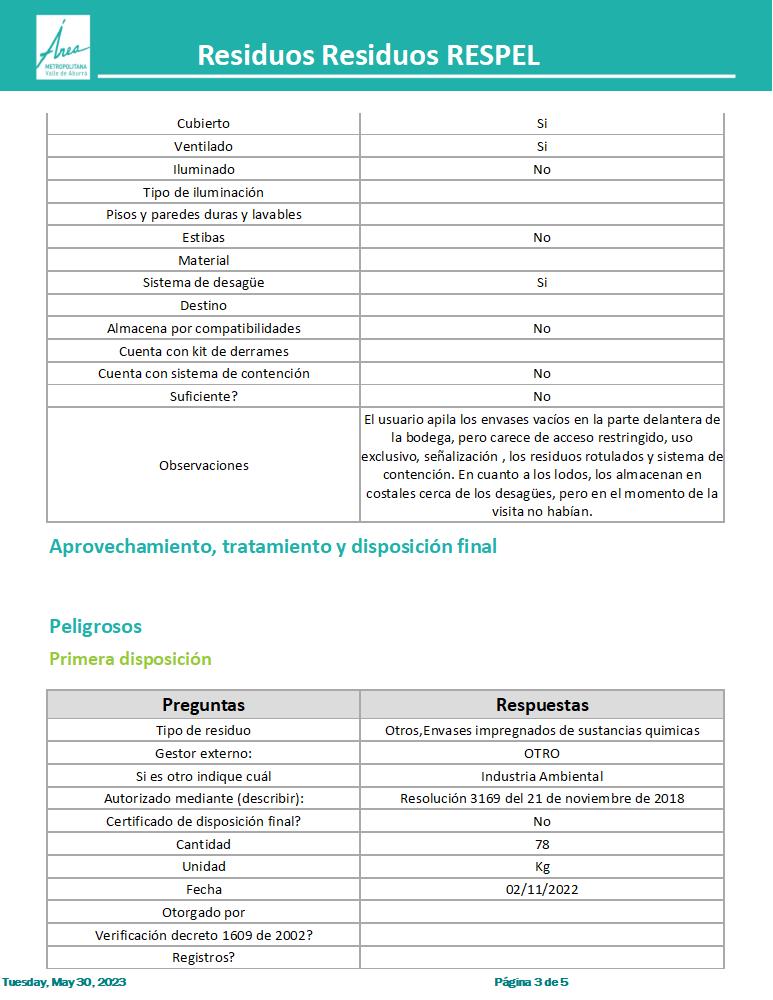 Área
METROPOLITANA
Valle de Aburrá
Residuos Residuos RESPEL
Cubierto Si
Ventilado Si
Iluminado No
Tipo de iluminación
Pisos y paredes duras y lavables
Estibas No
Material
Sistema de desagüe Si
Destino
Almacena por compatibilidades No
Cuenta con kit de derrames
Cuenta con sistema de contención No
Suficiente? No
Observaciones
El usuario apila los envases vacíos en la parte delantera de
la bodega, pero carece de acceso restringido, uso
exclusivo, señalización , los residuos rotulados y sistema de
contención. En cuanto a los lodos, los almacenan en
costales cerca de los desagües, pero en el momento de la
visita no habían.
Aprovechamiento, tratamiento y disposición final
Peligrosos
Primera disposición
Preguntas Respuestas
Tipo de residuo Otros,Envases impregnados de sustancias quimicas
Gestor externo: OTRO
Si es otro indique cuál Industria Ambiental
Autorizado mediante (describir): Resolución 3169 del 21 de noviembre de 2018
Certificado de disposición final? No
Cantidad 78
Unidad Kg
Fecha 02/11/2022
Otorgado por
Verificación decreto 1609 de 2002?
Registros?
Tuesday, May 30, 2023 Página 3 de 5